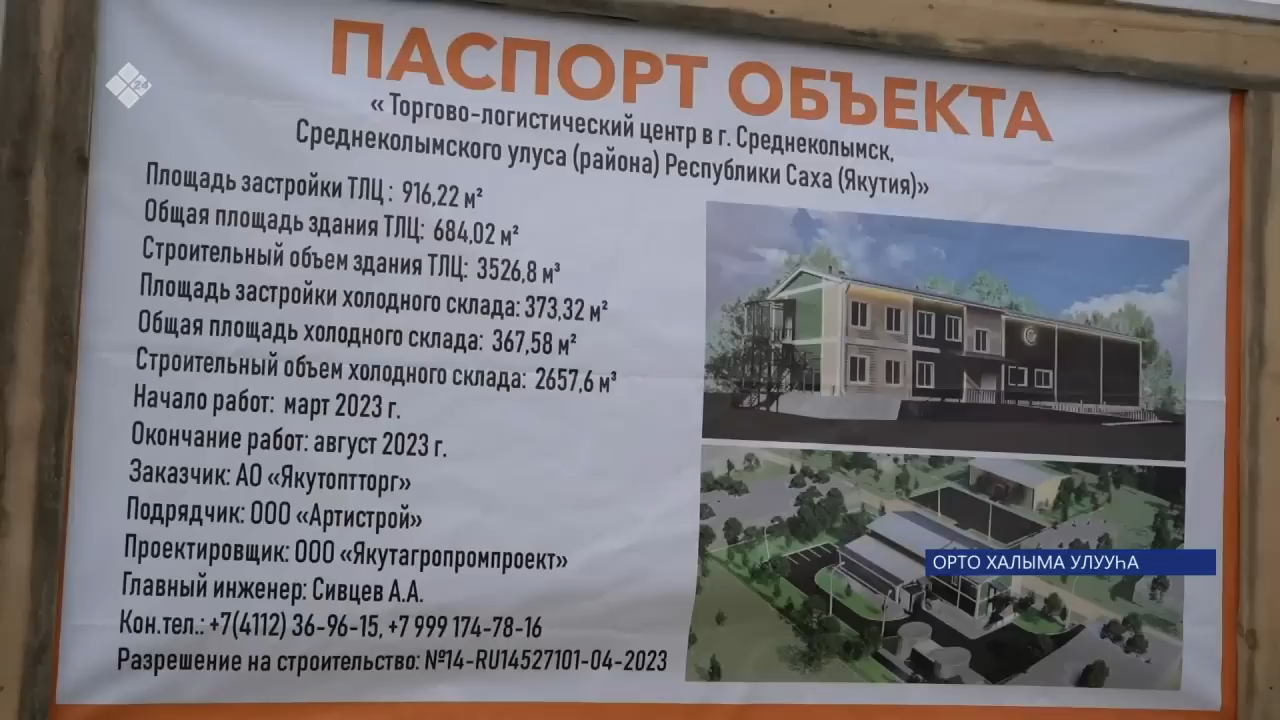 ПАСПОРТ ОБЪЕКТА
« Торгово-логистический центр в г. Среднеколымск,
Среднеколымского улуса (района) Республики Саха (Якутия)»
Площадь застройки ТЛЦ : 916,22 м²
Общая площадь здания ТЛЦ: 684,02 м²
Строительный объем здания ТЛЦ: 3526,8 м³
Площадь застройки холодного склада: 373,32 м²
Общая площадь холодного склада: 367,58 м²
Строительный объем холодного склада: 2657,6 м³
Начало работ: март 2023 г.
Окончание работ: август 2023 г.
Заказчик: АО «Якутоптторг»
Подрядчик: ООО «Артистрой»
Проектировщик: ООО «Якутагропромпроект»
Главный инженер: Сивцев А.А.
Кон.тел.: +7(4112) 36-96-15, +7 999 174-78-16
Разрешение на строительство: №14-RU14527101-04-2023
24
ОРТО ХАЛЫМА УЛУУҺА